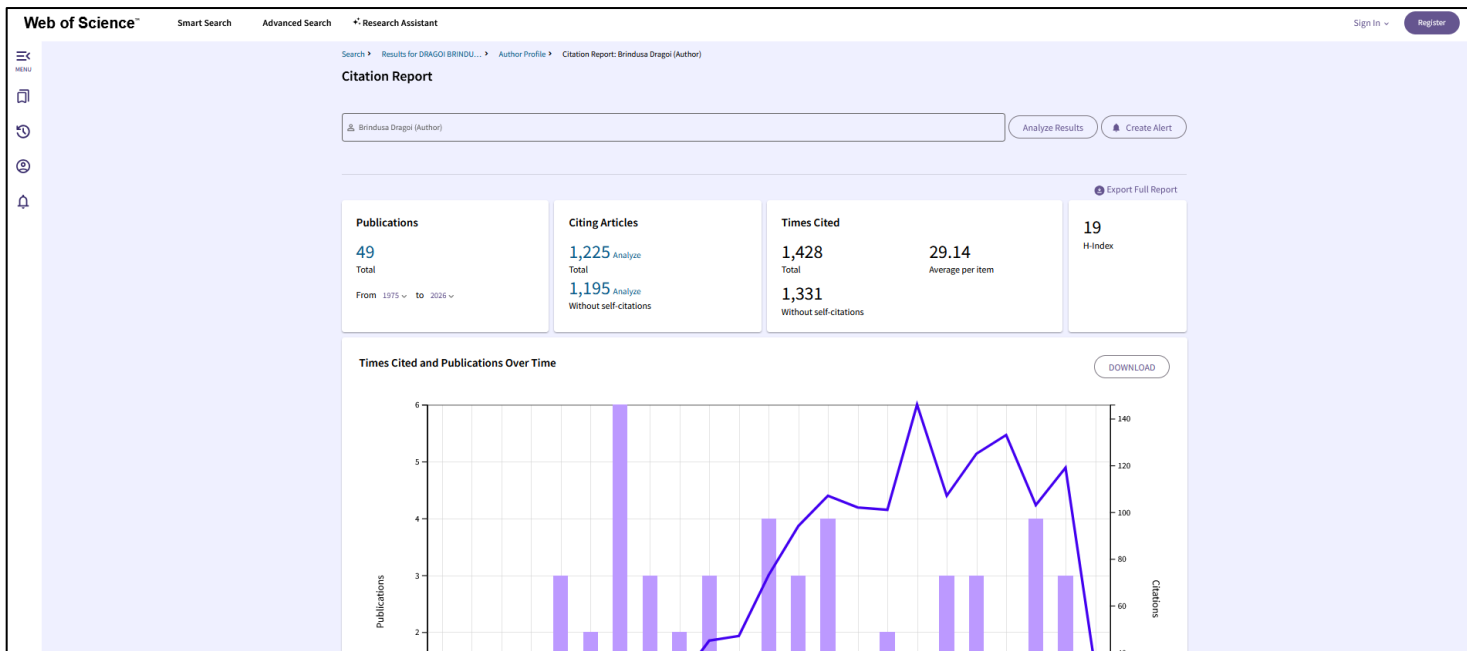 Web of Science™ Smart Search Advanced Search Research Assistant Sign In Register
MENU
Search > Results for DRAGOI BRINDU... > Author Profile > Citation Report: Brindusa Dragoi (Author)
Citation Report
Brindusa Dragoi (Author) Analyze Results Create Alert
Export Full Report
Publications
49
Total
From 1975 to 2026
Citing Articles
1,225 Analyze
Total
1,195 Analyze
Without self-citations
Times Cited
1,428
Total
29.14
Average per item
1,331
Without self-citations
19
H-Index
Times Cited and Publications Over Time
DOWNLOAD
6
5
4
3
2
Publications
140
120
100
80
60
Citations